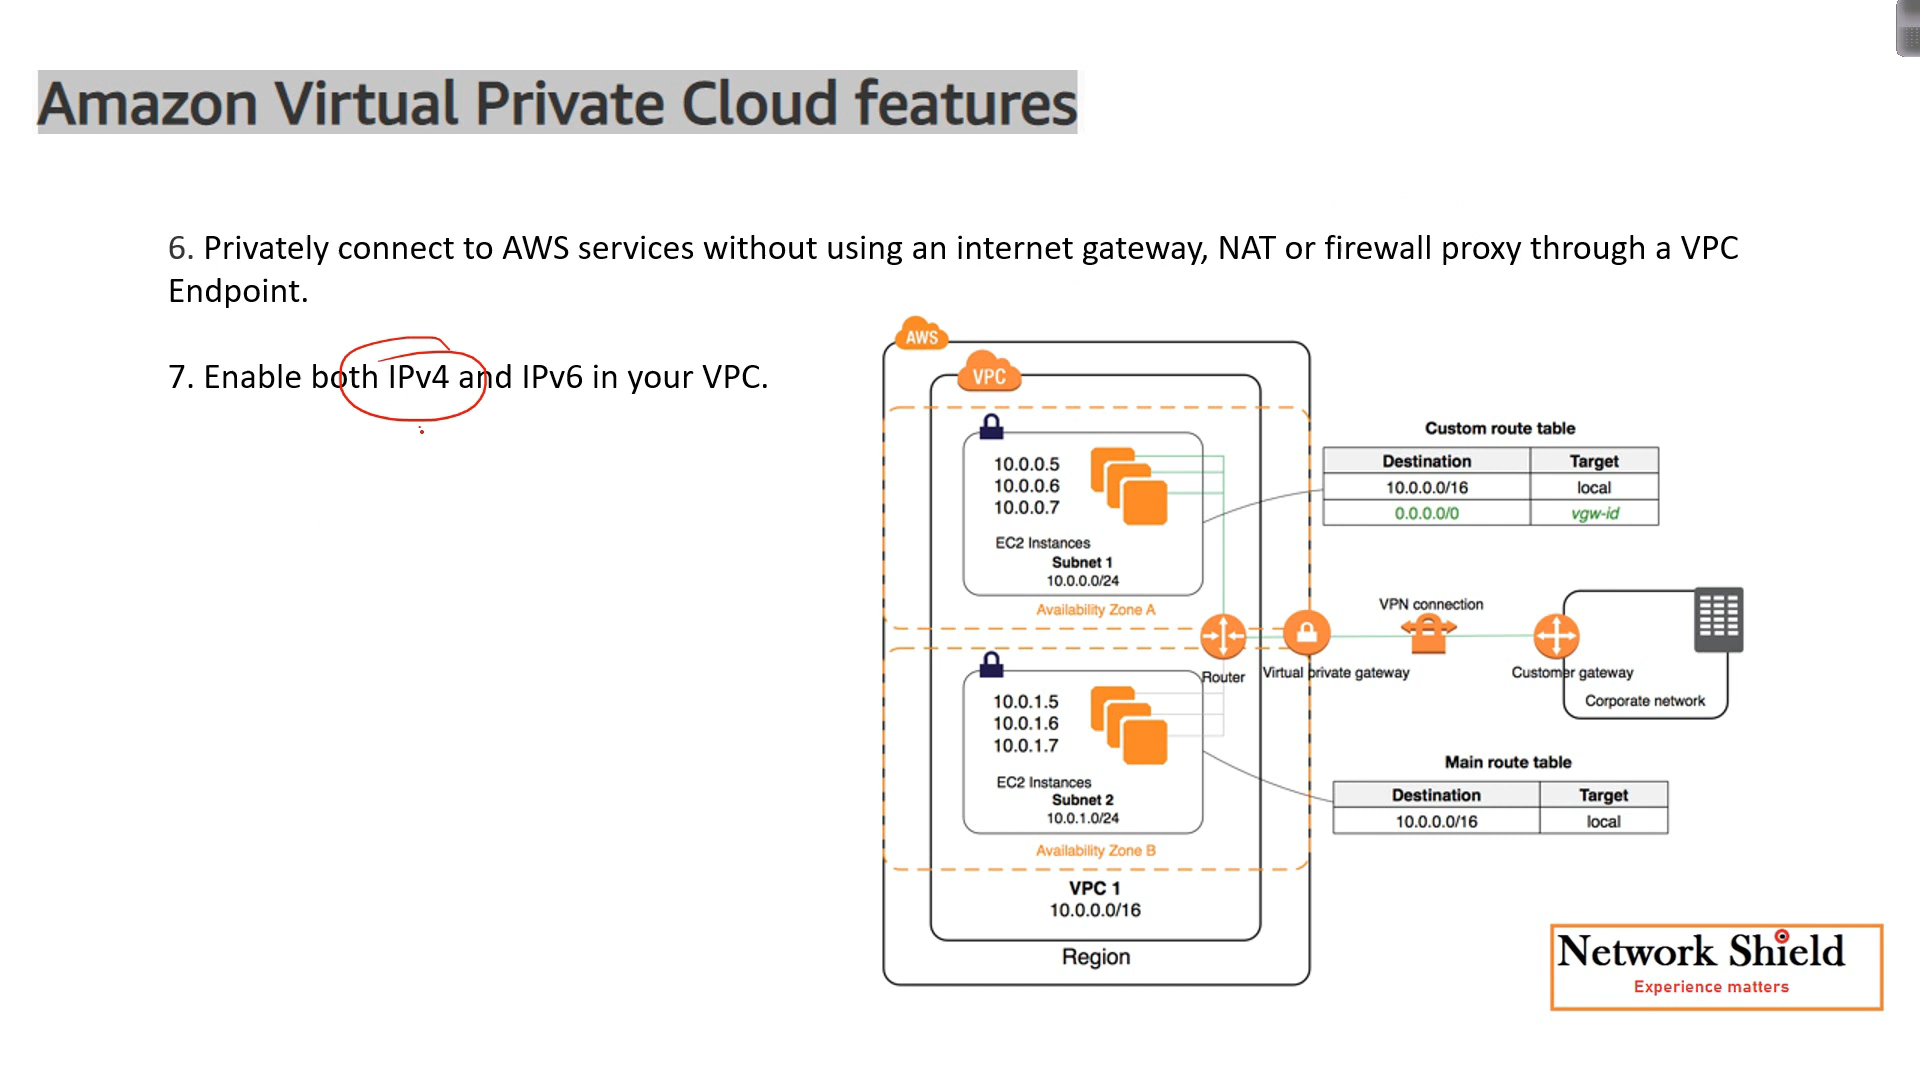 Amazon Virtual Private Cloud features
6. Privately connect to AWS services without using an internet gateway, NAT or firewall proxy through a VPC
Endpoint.
7. Enable both IPv4 and IPv6 in your VPC.
AWS
VPC
10.0.0.5
10.0.0.6
10.0.0.7
EC2 Instances
Subnet 1
10.0.0.0/24
Availability Zone A
Custom route table
Destination Target
10.0.0.0/16 local
0.0.0.0/0 vgw-id
VPN connection
Router
Virtual private gateway
Customer gateway
Corporate network
10.0.1.5
10.0.1.6
10.0.1.7
EC2 Instances
Subnet 2
10.0.1.0/24
Availability Zone B
Main route table
Destination Target
10.0.0.0/16 local
VPC 1
10.0.0.0/16
Region
Network Shield
Experience matters